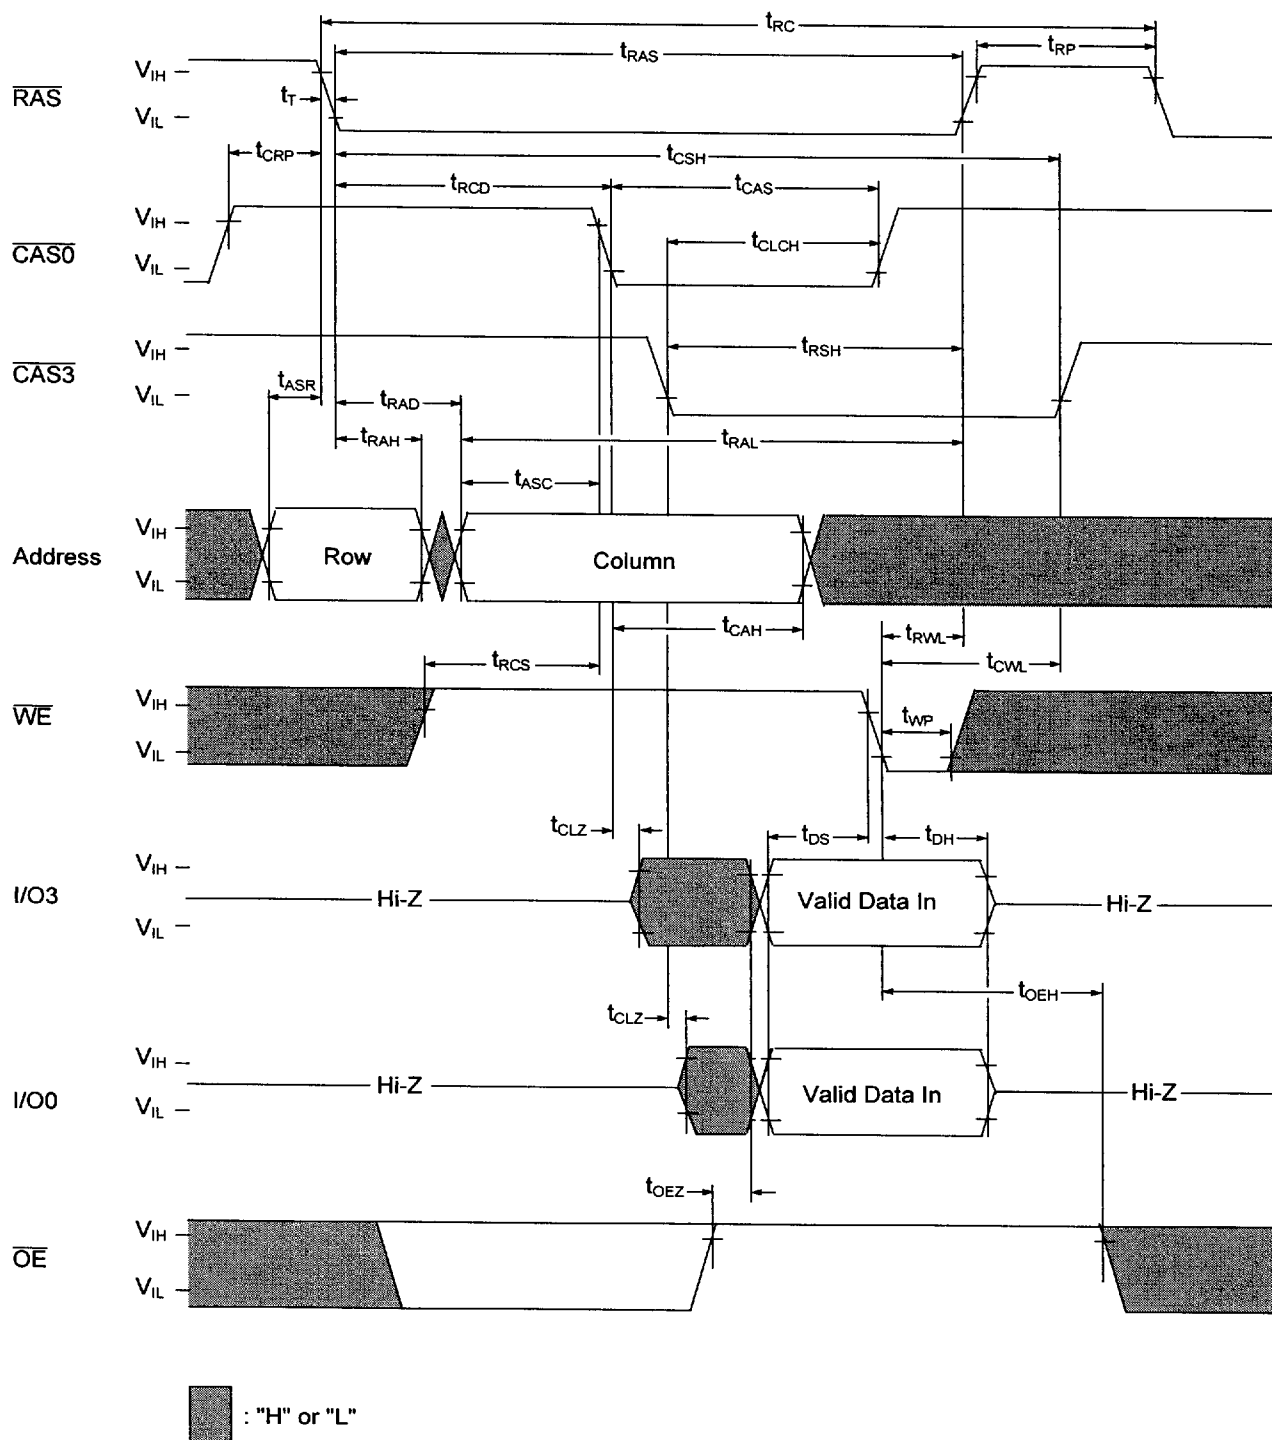 tRC
tRAS
tRP
RAS
VIH
tT
VIL
tCRP
tCSH
tRCD
tCAS
CAS0
VIH
tCLCH
VIL
CAS3
VIH
tRSH
VIL
tASR
tRAD
tRAH
tRAL
tASC
Address
VIH
Row
Column
VIL
tCAH
tRWL
tRCS
tCWL
WE
VIH
tWP
VIL
tCLZ
tDS
tDH
I/O3
VIH
Hi-Z
Valid Data In
Hi-Z
VIL
tOEH
tCLZ
I/O0
VIH
Hi-Z
Valid Data In
Hi-Z
VIL
tOEZ
OE
VIH
VIL
: "H" or "L"